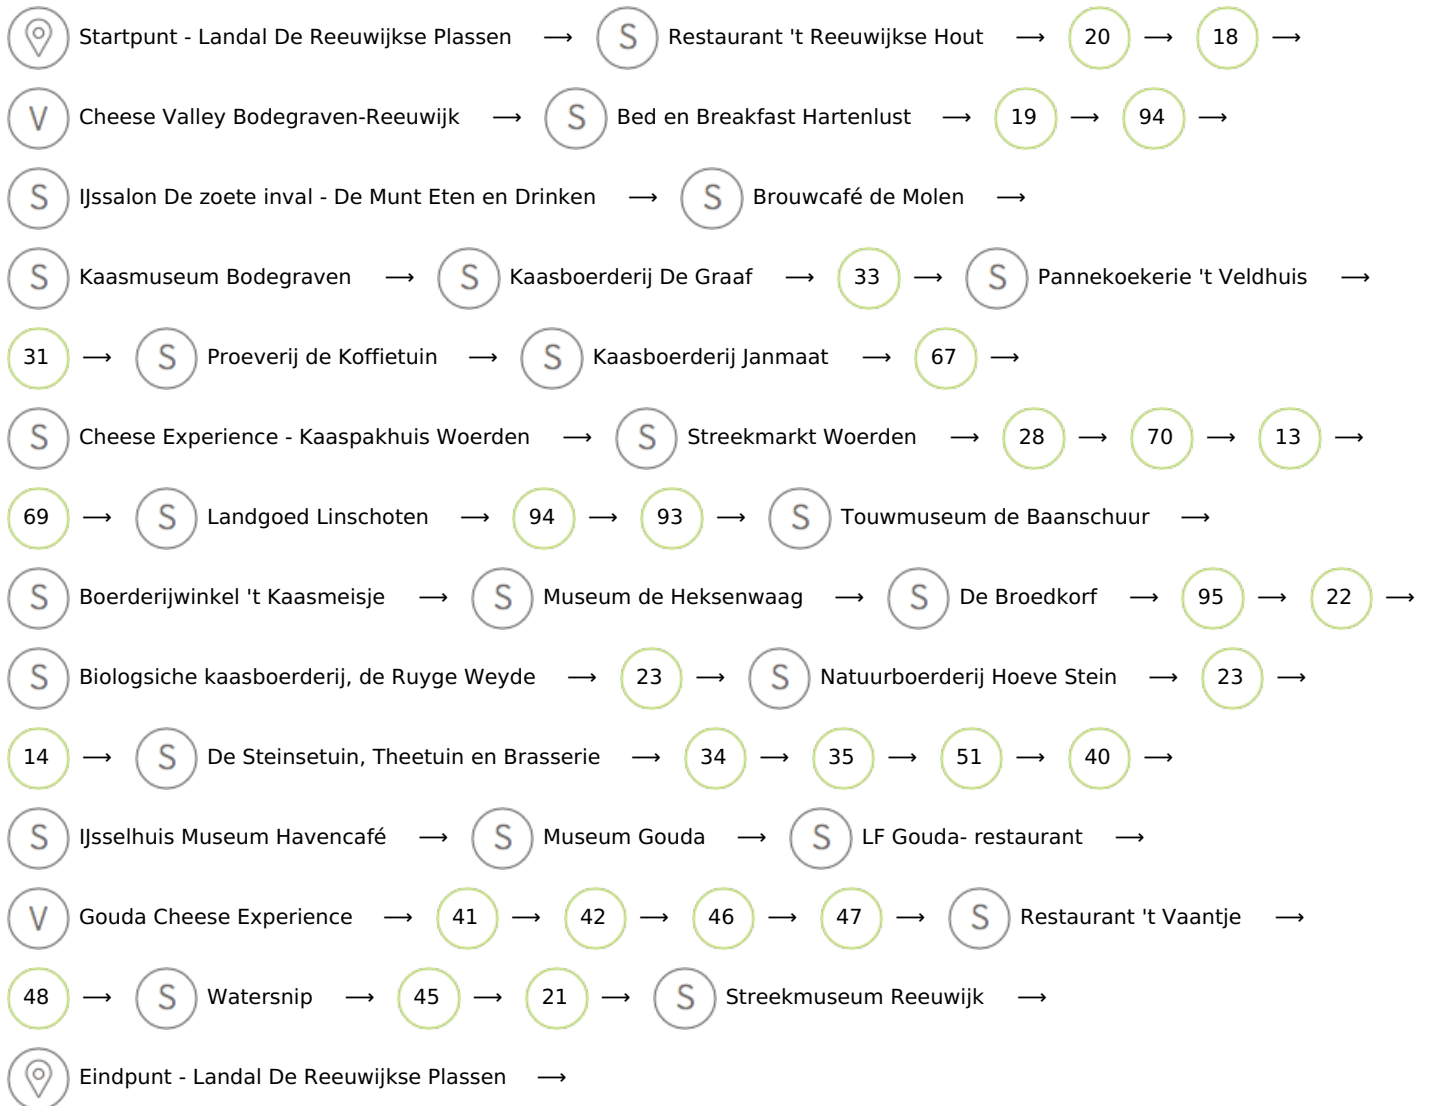 Startpunt - Landal De Reeuwijkse Plassen → S Restaurant 't Reeuwijkse Hout → 20 → 18 →
V Cheese Valley Bodegraven-Reeuwijk → S Bed en Breakfast Hartenlust → 19 → 94 →
S IJssalon De zoete inval - De Munt Eten en Drinken → S Brouwcafé de Molen →
S Kaasmuseum Bodegraven → S Kaasboerderij De Graaf → 33 → S Pannekoekerie 't Veldhuis →
31 → S Proeverij de Koffietuin → S Kaasboerderij Janmaat → 67 →
S Cheese Experience - Kaaspakhuis Woerden → S Streekmarkt Woerden → 28 → 70 → 13 →
69 → S Landgoed Linschoten → 94 → 93 → S Touwmuseum de Baanschuur →
S Boerderijwinkel 't Kaasmeisje → S Museum de Heksenwaag → S De Broedkorf → 95 → 22 →
S Biologsiche kaasboerderij, de Ruyge Weyde → 23 → S Natuurboerderij Hoeve Stein → 23 →
14 → S De Steinsetuin, Theetuin en Brasserie → 34 → 35 → 51 → 40 →
S IJsselhuis Museum Havencafé → S Museum Gouda → S LF Gouda- restaurant →
V Gouda Cheese Experience → 41 → 42 → 46 → 47 → S Restaurant 't Vaantje →
48 → S Watersnip → 45 → 21 → S Streekmuseum Reeuwijk →
Eindpunt - Landal De Reeuwijkse Plassen →